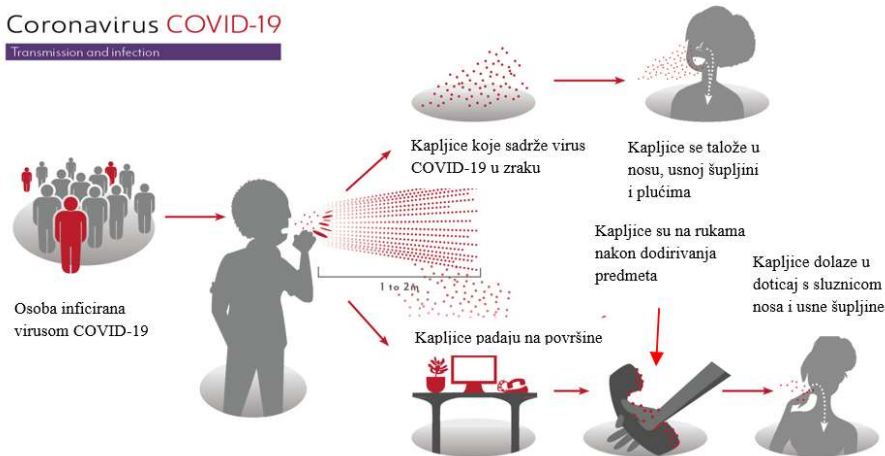 Coronavirus COVID-19
Transmission and infection
Osoba inficirana
virusom COVID-19
1 to 2m
Kapljice koje sadrže virus
COVID-19 u zraku
Kapljice se talože u
nosu, usnoj šupljini
i plućima
Kapljice padaju na površine
Kapljice su na rukama
nakon dodirivanja
predmeta
Kapljice dolaze u
doticaj s sluznicom
nosa i usne šupljine